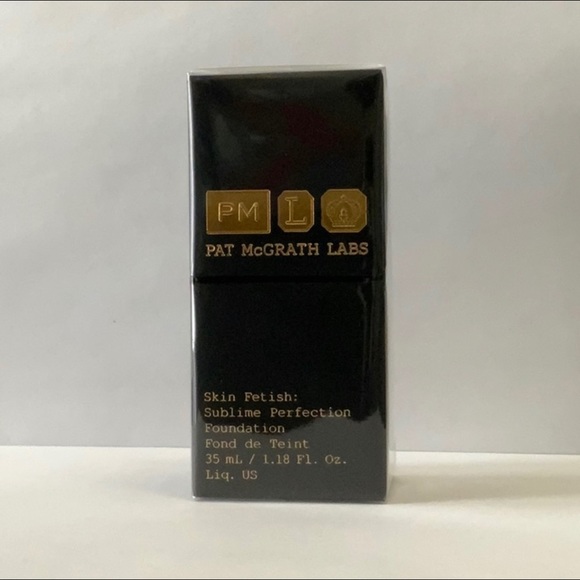 PM L
PAT McGRATH LABS
Skin Fetish:
Sublime Perfection
Foundation
Fond de Teint
35 mL / 1.18 Fl. Oz.
Liq. US